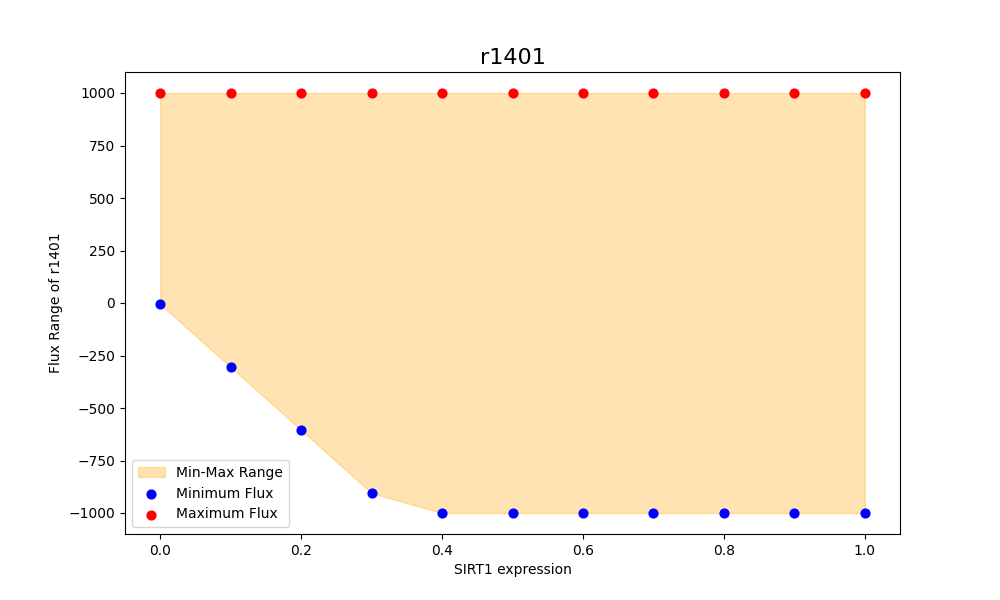 r1401
1000
750
500
250
0
−250
−500
−750
−1000
Flux Range of r1401
Min-Max Range
Minimum Flux
Maximum Flux
0.0 0.2 0.4 0.6 0.8 1.0
SIRT1 expression